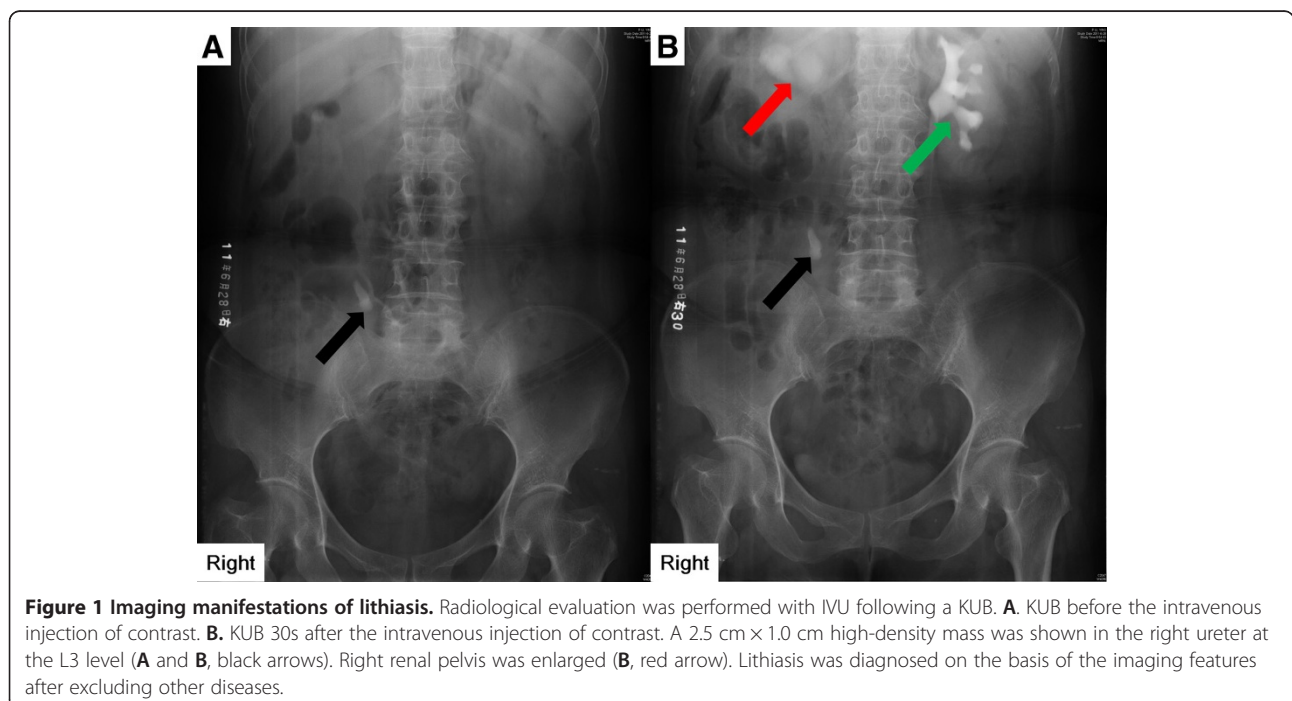 A
B
Right
Right
Figure 1 Imaging manifestations of lithiasis. Radiological evaluation was performed with IVU following a KUB. A. KUB before the intravenous
injection of contrast. B. KUB 30s after the intravenous injection of contrast. A 2.5 cm × 1.0 cm high-density mass was shown in the right ureter at
the L3 level (A and B, black arrows). Right renal pelvis was enlarged (B, red arrow). Lithiasis was diagnosed on the basis of the imaging features
after excluding other diseases.